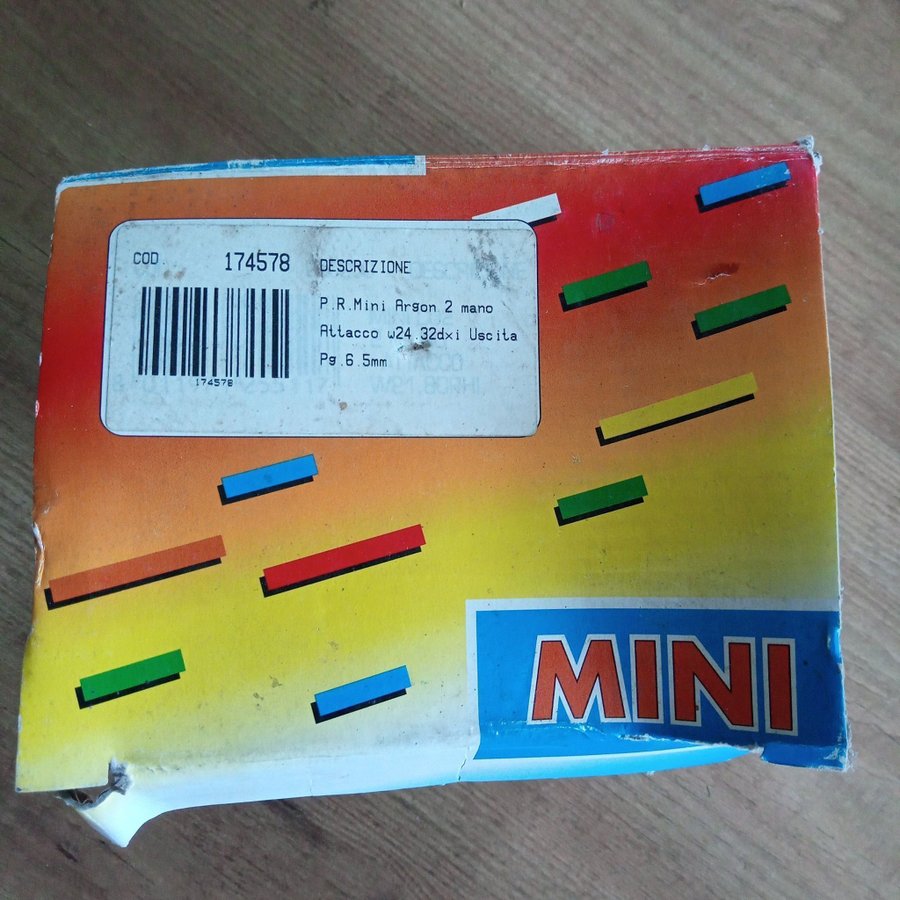 COD. 174578
DESCRIZIONE
P.R.Mini Argon 2 mano
Attacco w24.32dxi Uscita
Pg.6.5mm
174578
MINI